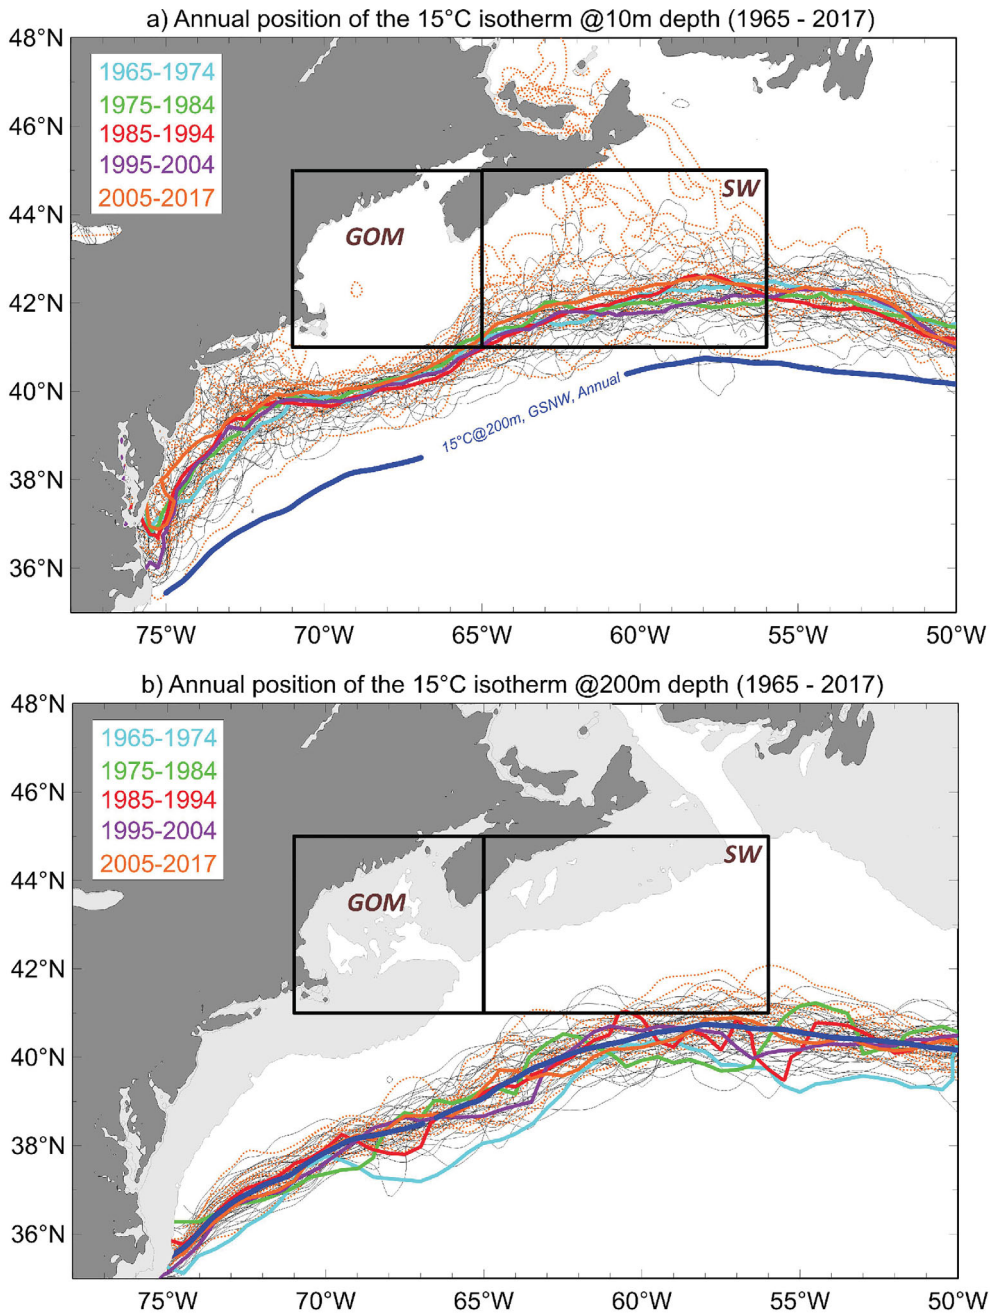 a) Annual position of the 15°C isotherm @10m depth (1965 - 2017)
48°N
46°N
44°N
42°N
40°N
38°N
36°N
1965-1974
1975-1984
1985-1994
1995-2004
2005-2017
GOM
SW
15°C@200m, GSNW, Annual
75°W 70°W 65°W 60°W 55°W 50°W
b) Annual position of the 15°C isotherm @200m depth (1965 - 2017)
48°N
46°N
44°N
42°N
40°N
38°N
36°N
1965-1974
1975-1984
1985-1994
1995-2004
2005-2017
GOM
SW
75°W 70°W 65°W 60°W 55°W 50°W